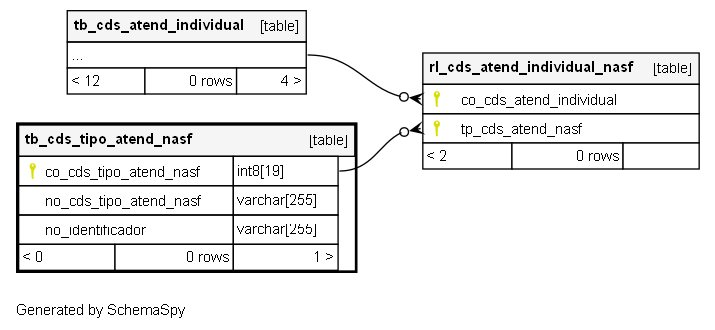 tb_cds_atend_individual [table]
...
< 12 0 rows 4 >
rl_cds_atend_individual_nasf [table]
co_cds_atend_individual
tp_cds_atend_nasf
< 2 0 rows
tb_cds_tipo_atend_nasf [table]
co_cds_tipo_atend_nasf int8[19]
no_cds_tipo_atend_nasf varchar[255]
no_identificador varchar[255]
< 0 0 rows 1 >
Generated by SchemaSpy